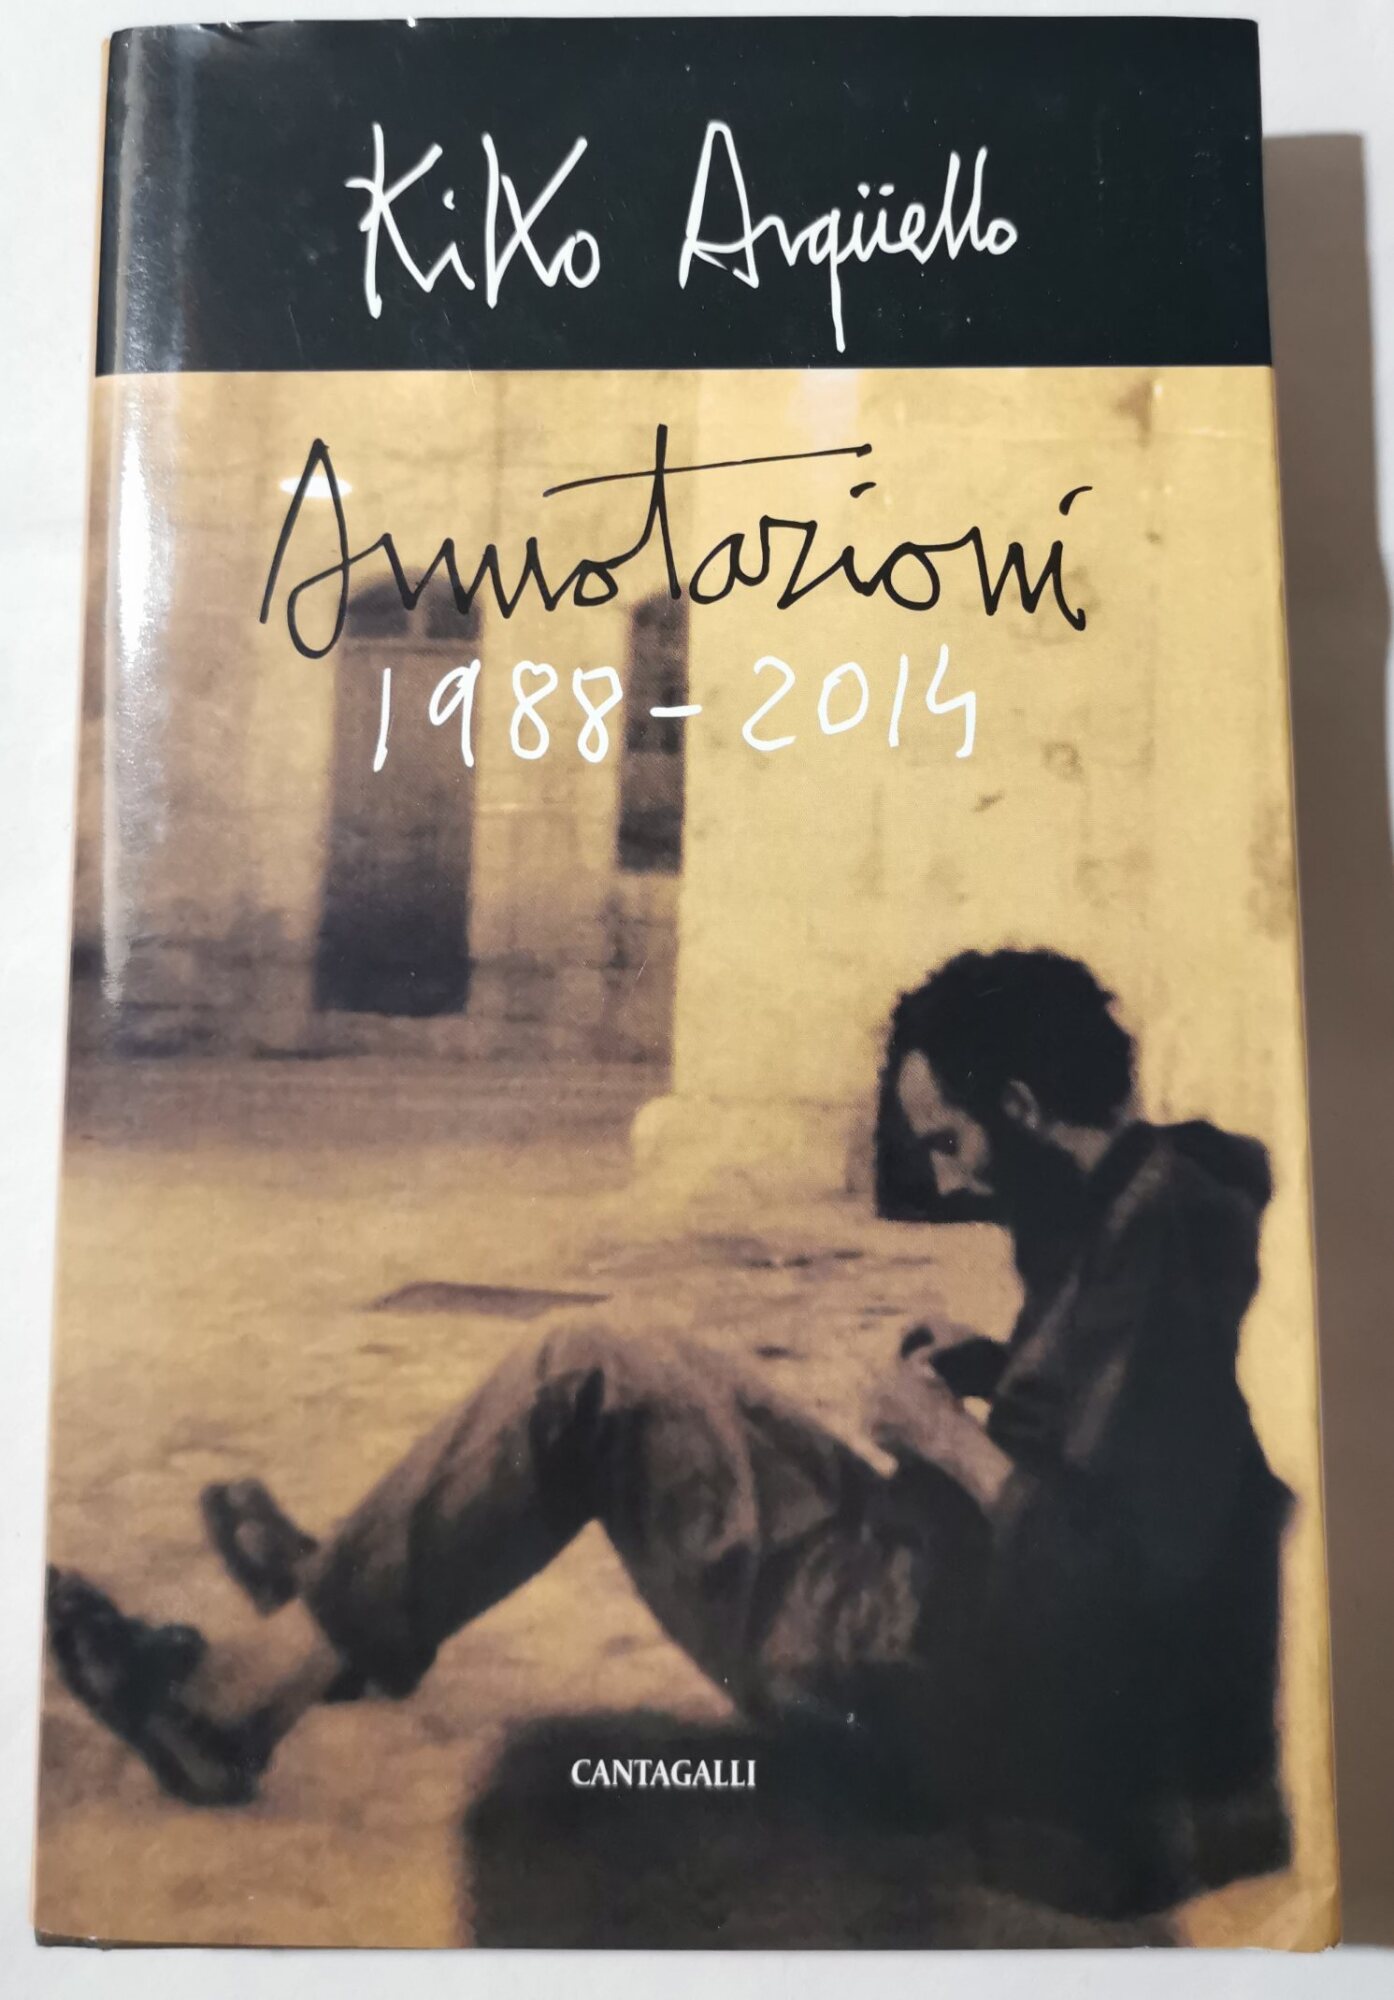 Kiko Argüello
Annotazioni
1988-2014
CANTAGALLI